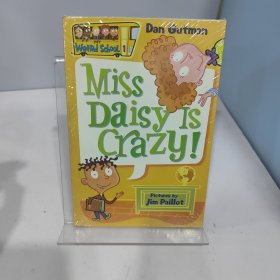 Dan Gutman
My
Weird School 1
Miss
Daisy Is
Crazy!
Pictures by
Jim Paillot